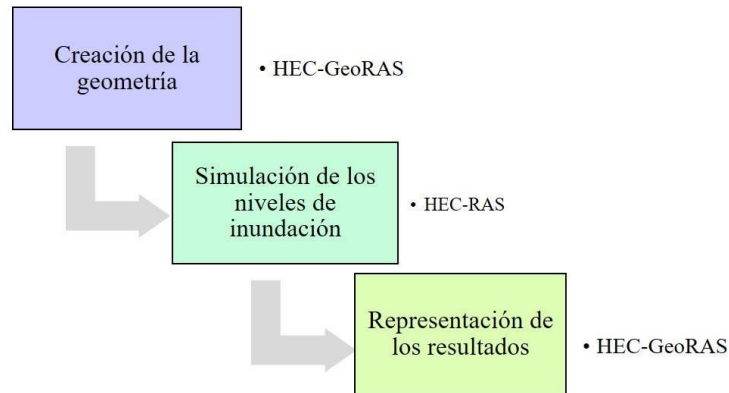 Creación de la
geometría
• HEC-GeoRAS
Simulación de los
niveles de
inundación
• HEC-RAS
Representación de
los resultados
• HEC-GeoRAS